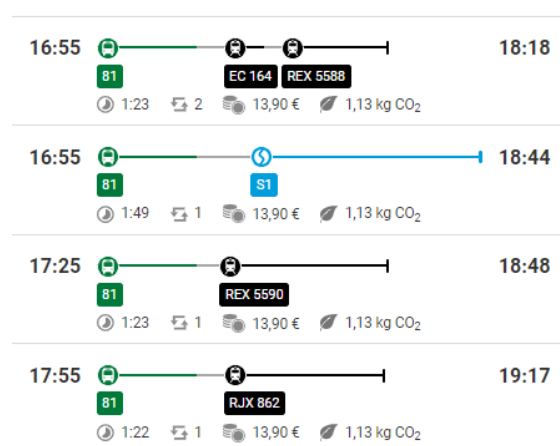 16:55 18:18
81 EC 164 REX 5588
1:23 2 13,90 € 1,13 kg CO₂
16:55 18:44
81 S1
1:49 1 13,90 € 1,13 kg CO₂
17:25 18:48
81 REX 5590
1:23 1 13,90 € 1,13 kg CO₂
17:55 19:17
81 RJX 862
1:22 1 13,90 € 1,13 kg CO₂